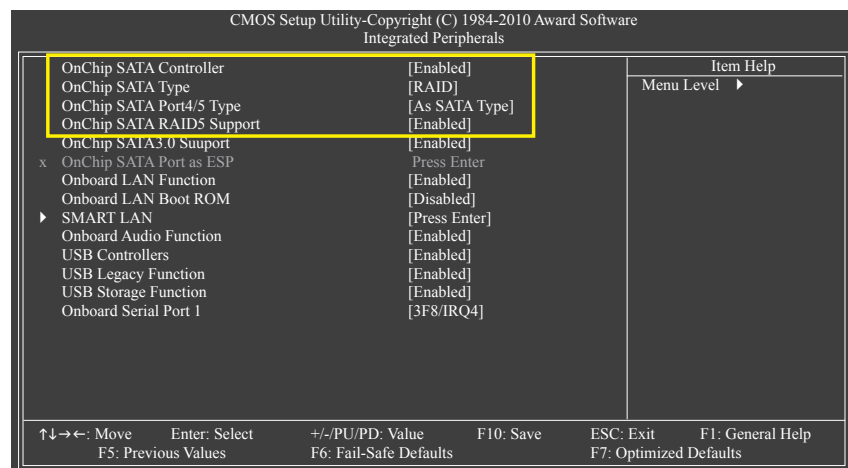 CMOS Setup Utility-Copyright (C) 1984-2010 Award Software
Integrated Peripherals
OnChip SATA Controller [Enabled] Item Help
OnChip SATA Type [RAID] Menu Level ▶
OnChip SATA Port4/5 Type [As SATA Type]
OnChip SATA RAID5 Support [Enabled]
OnChip SATA3.0 Suuport [Enabled]
x OnChip SATA Port as ESP Press Enter
Onboard LAN Function [Enabled]
Onboard LAN Boot ROM [Disabled]
▶ SMART LAN [Press Enter]
Onboard Audio Function [Enabled]
USB Controllers [Enabled]
USB Legacy Function [Enabled]
USB Storage Function [Enabled]
Onboard Serial Port 1 [3F8/IRQ4]
↑↓→←: Move Enter: Select +/-/PU/PD: Value F10: Save ESC: Exit F1: General Help
F5: Previous Values F6: Fail-Safe Defaults F7: Optimized Defaults